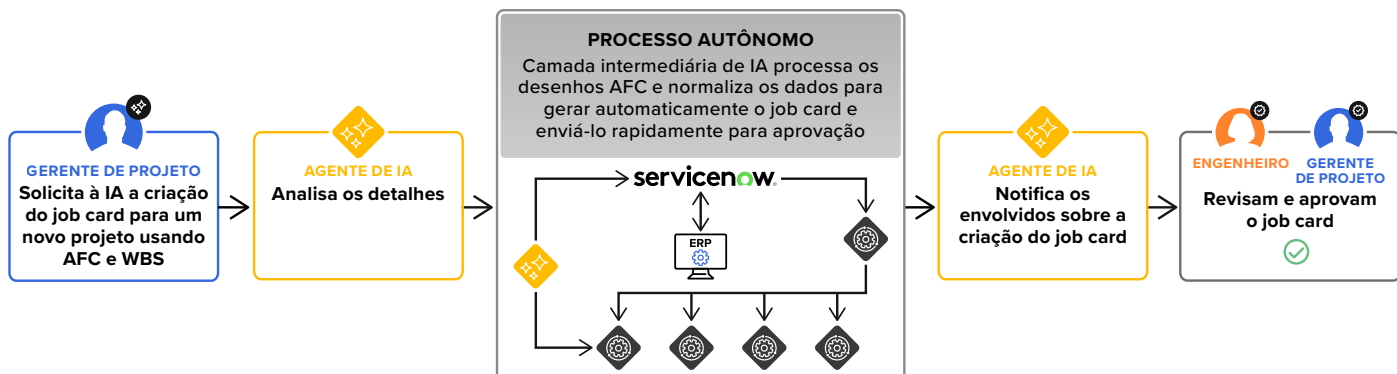 GERENTE DE PROJETO
Solicita à IA a criação
do job card para um
novo projeto usando
AFC e WBS
AGENTE DE IA
Analisa os detalhes
PROCESSO AUTÔNOMO
Camada intermediária de IA processa os
desenhos AFC e normaliza os dados para
gerar automaticamente o job card e
enviá-lo rapidamente para aprovação
servicenow
ERP
AGENTE DE IA
Notifica os
envolvidos sobre a
criação do job card
ENGENHEIRO
GERENTE
DE PROJETO
Revisam e aprovam
o job card